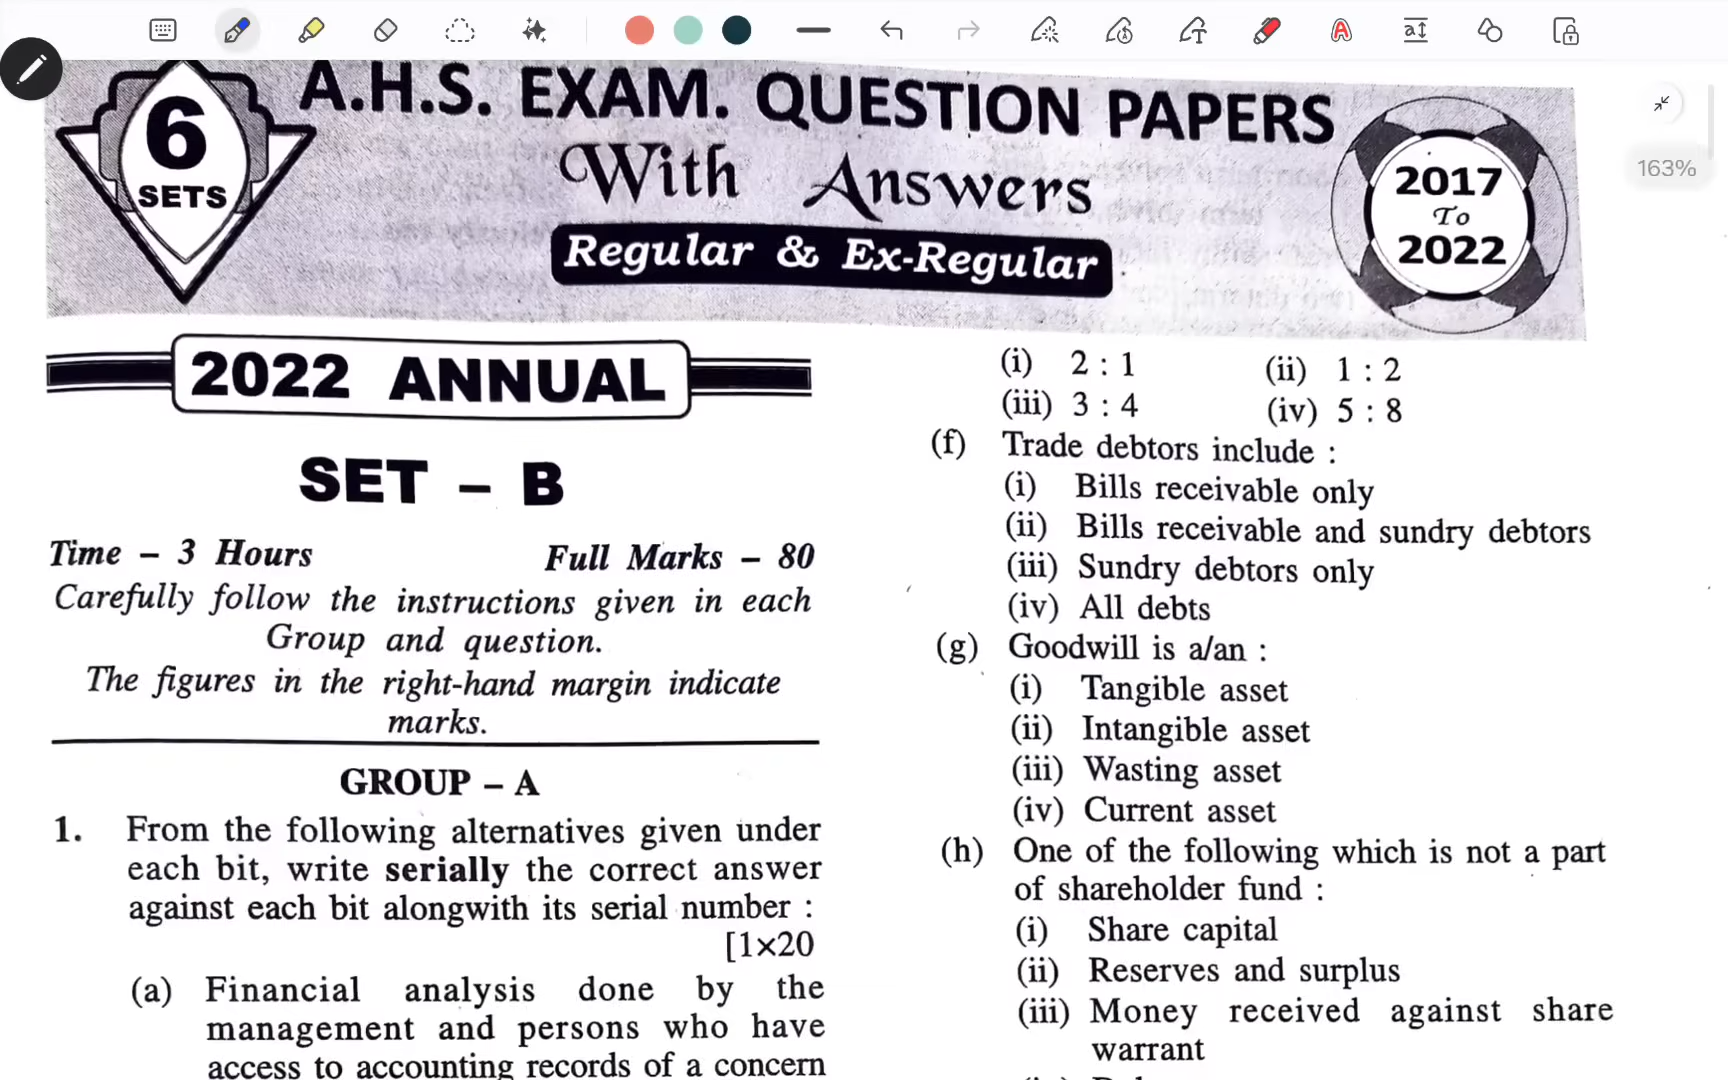 163%
6
SETS
A.H.S. EXAM. QUESTION PAPERS
With Answers
Regular & Ex-Regular
2017
To
2022
2022 ANNUAL
SET – B
Time – 3 Hours Full Marks – 80
Carefully follow the instructions given in each
Group and question.
The figures in the right-hand margin indicate
marks.
GROUP – A
1. From the following alternatives given under
each bit, write serially the correct answer
against each bit alongwith its serial number :
[1×20
(a) Financial analysis done by the
management and persons who have
access to accounting records of a concern
(i) 2 : 1 (ii) 1 : 2
(iii) 3 : 4 (iv) 5 : 8
(f) Trade debtors include :
(i) Bills receivable only
(ii) Bills receivable and sundry debtors
(iii) Sundry debtors only
(iv) All debts
(g) Goodwill is a/an :
(i) Tangible asset
(ii) Intangible asset
(iii) Wasting asset
(iv) Current asset
(h) One of the following which is not a part
of shareholder fund :
(i) Share capital
(ii) Reserves and surplus
(iii) Money received against share
warrant